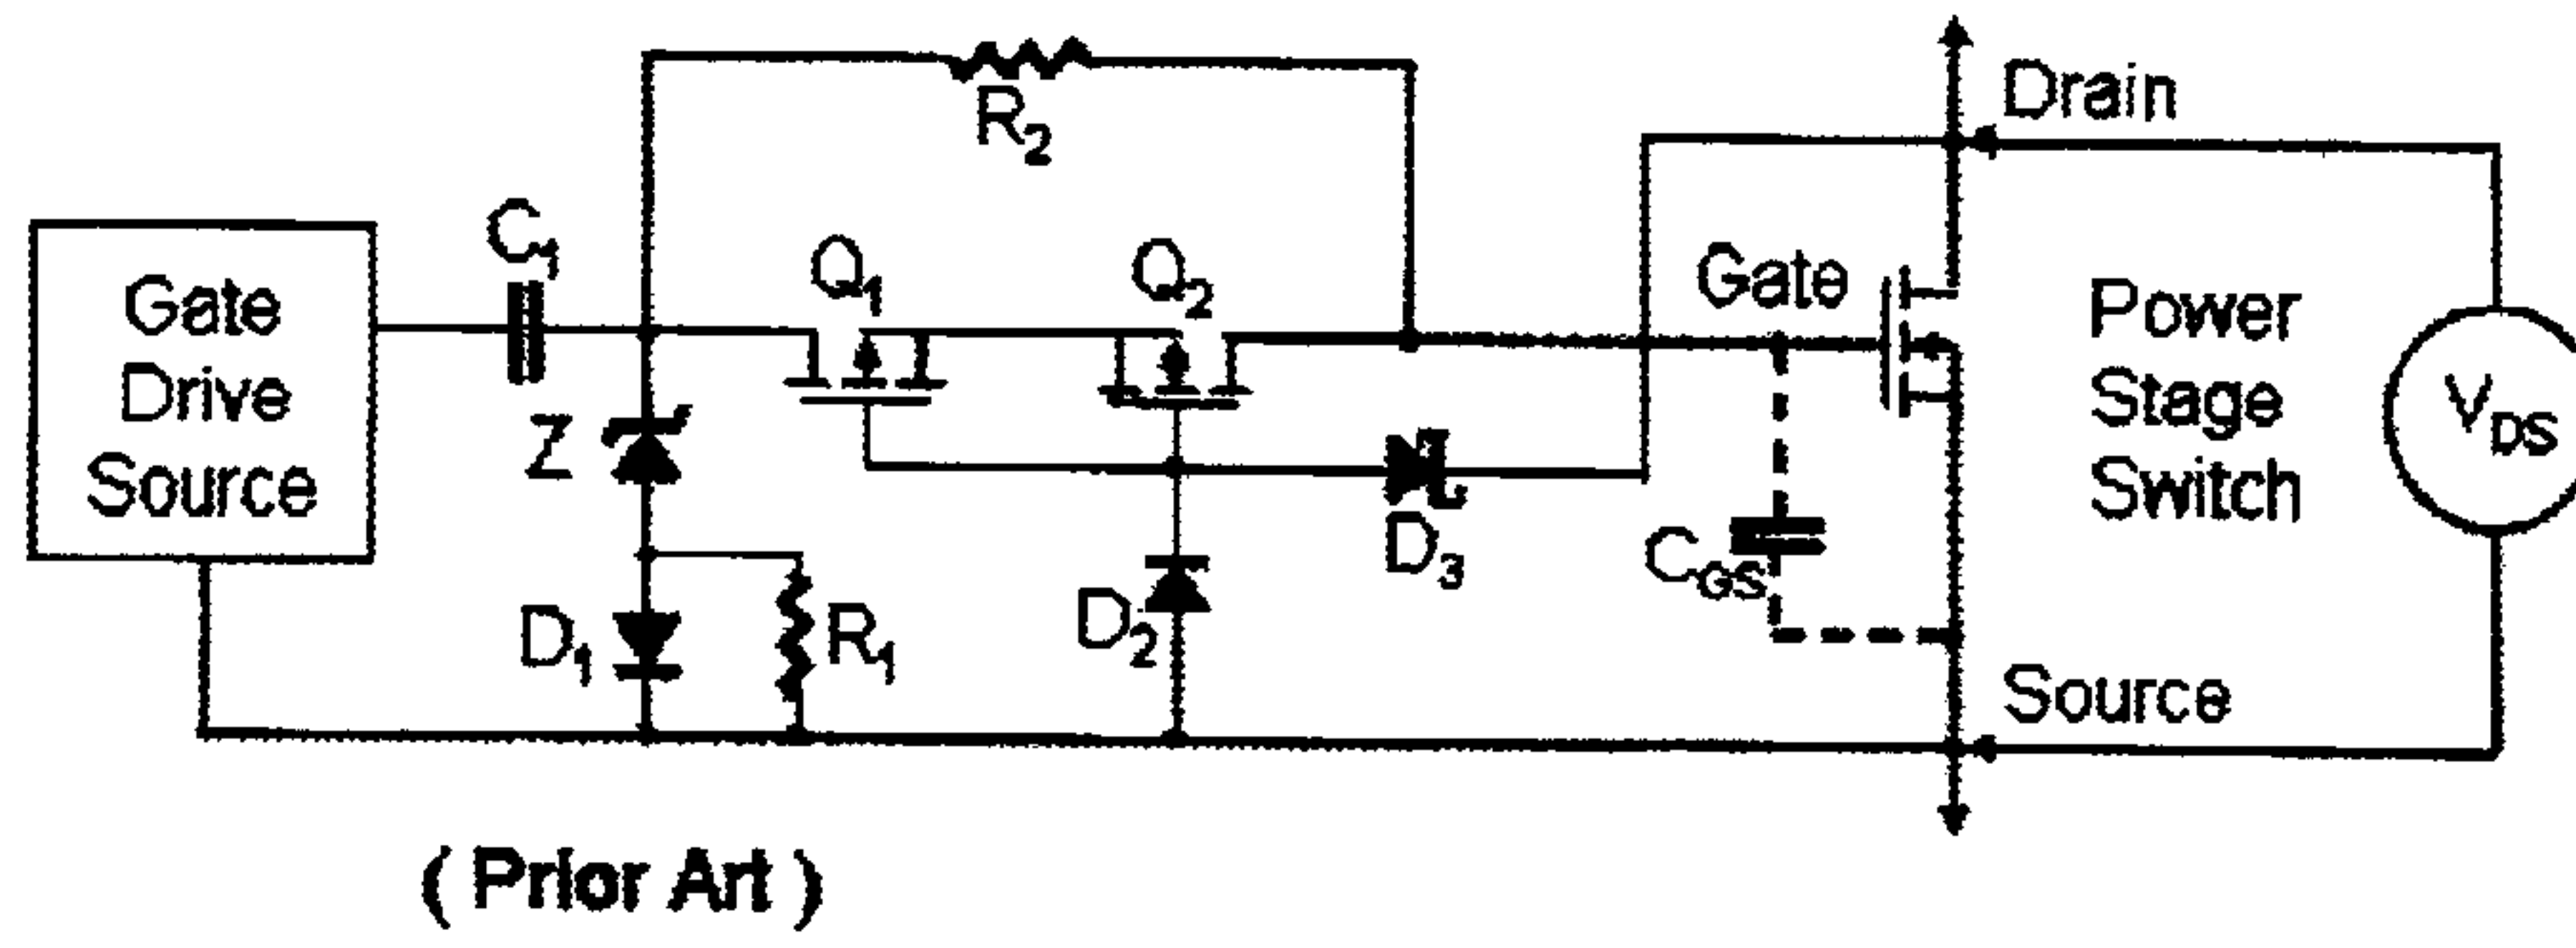 R2
Drain
C1
Q1
Q2
Gate
Gate
Drive
Source
Power
Stage
Switch
VDS
Z
D3
CGS
D1
R1
D2
Source
( Prior Art )